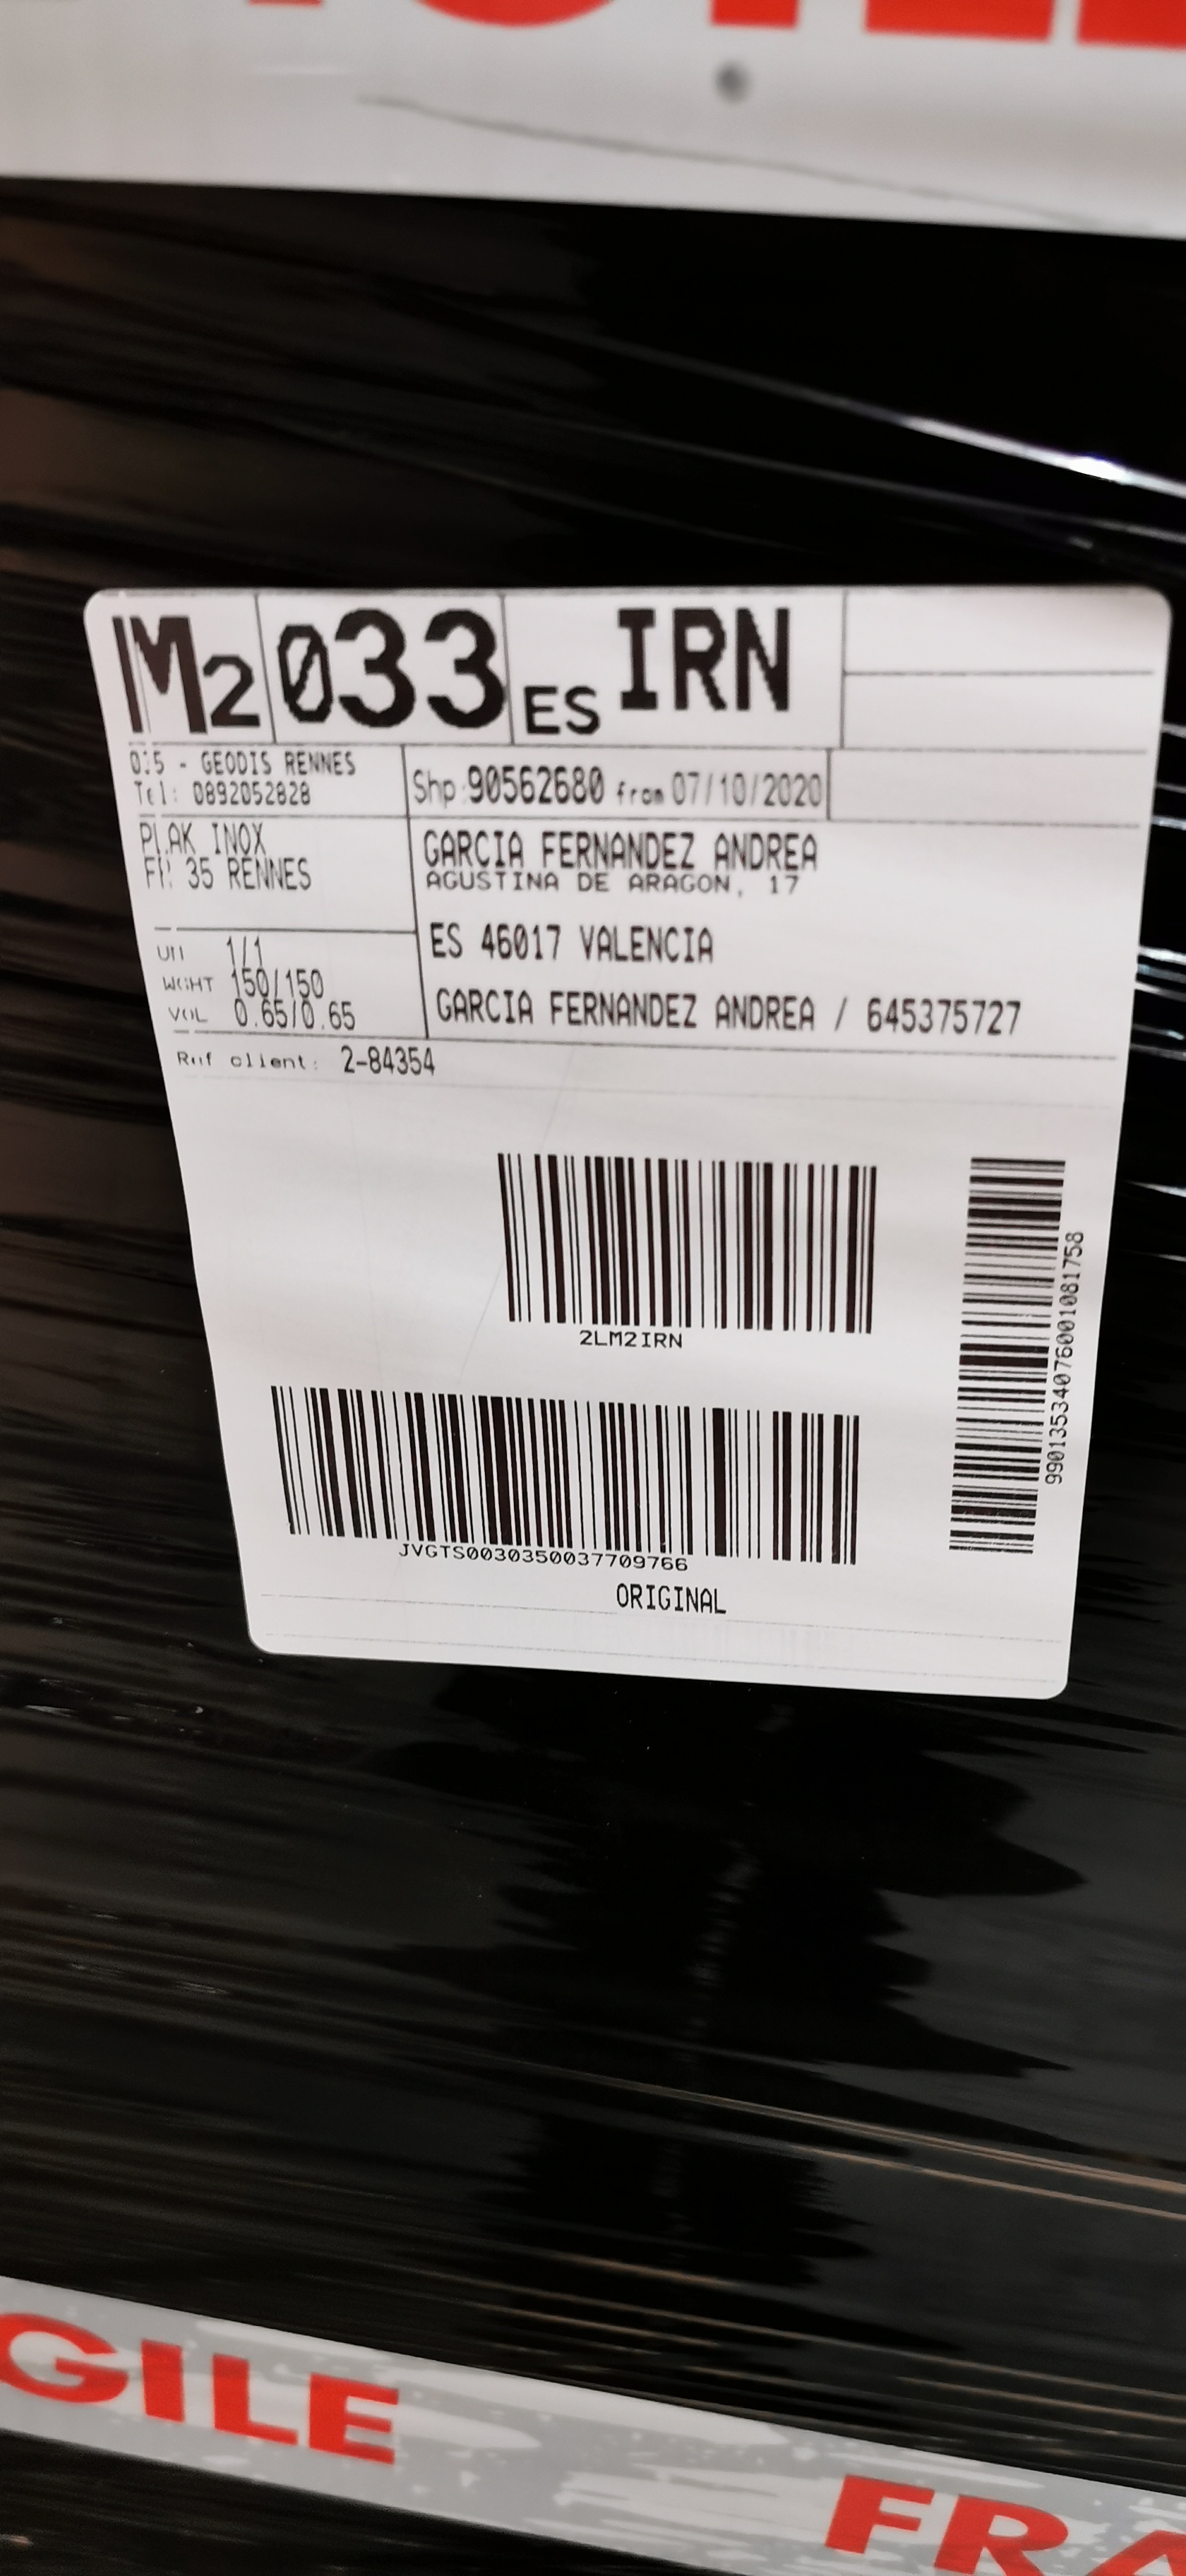 M2 033 ES IRN
035 - GEODIS RENNES
Tel: 0892052828
Shp:90562680 from 07/10/2020
PLAK INOX
FR 35 RENNES
GARCIA FERNANDEZ ANDREA
AGUSTINA DE ARAGON, 17
ES 46017 VALENCIA
GARCIA FERNANDEZ ANDREA / 645375727
UM 1/1
WGHT 150/150
VOL 0.65/0.65
Ref client: 2-84354
2LM2IRN
JVGTS0030350037709766
99013534076001081758
ORIGINAL
GILE
FRA